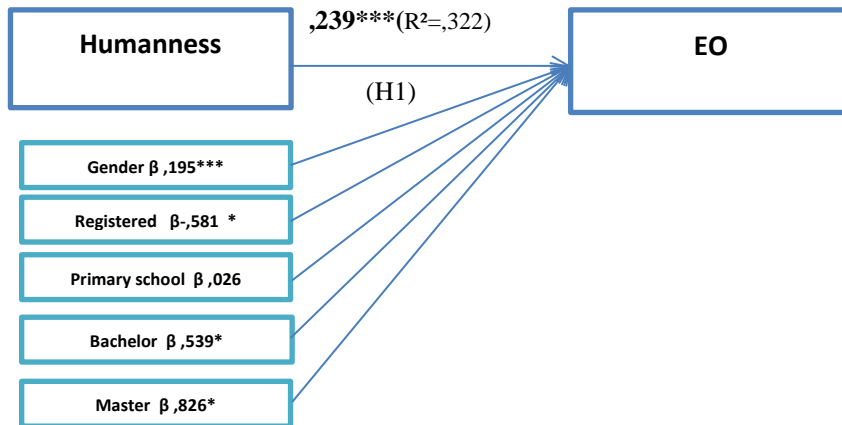 ,239***(R²=,322)
Humanness
EO
(H1)
Gender β ,195***
Registered β-,581 *
Primary school β ,026
Bachelor β ,539*
Master β ,826*